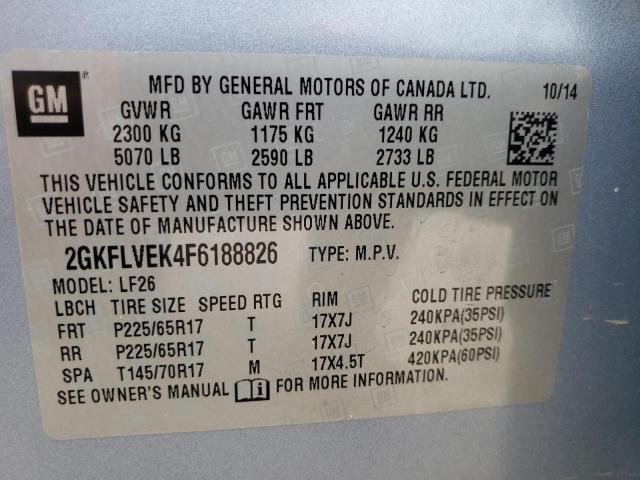 GM ®
MFD BY GENERAL MOTORS OF CANADA LTD. 10/14
GVWR GAWR FRT GAWR RR
2300 KG 1175 KG 1240 KG
5070 LB 2590 LB 2733 LB
THIS VEHICLE CONFORMS TO ALL APPLICABLE U.S. FEDERAL MOTOR
VEHICLE SAFETY AND THEFT PREVENTION STANDARDS IN EFFECT ON
THE DATE OF MANUFACTURE SHOWN ABOVE.
2GKFLVEK4F6188826 TYPE: M.P.V.
MODEL: LF26
LBCH TIRE SIZE SPEED RTG RIM COLD TIRE PRESSURE
FRT P225/65R17 T 17X7J 240KPA(35PSI)
RR P225/65R17 T 17X7J 240KPA(35PSI)
SPA T145/70R17 M 17X4.5T 420KPA(60PSI)
SEE OWNER'S MANUAL FOR MORE INFORMATION.